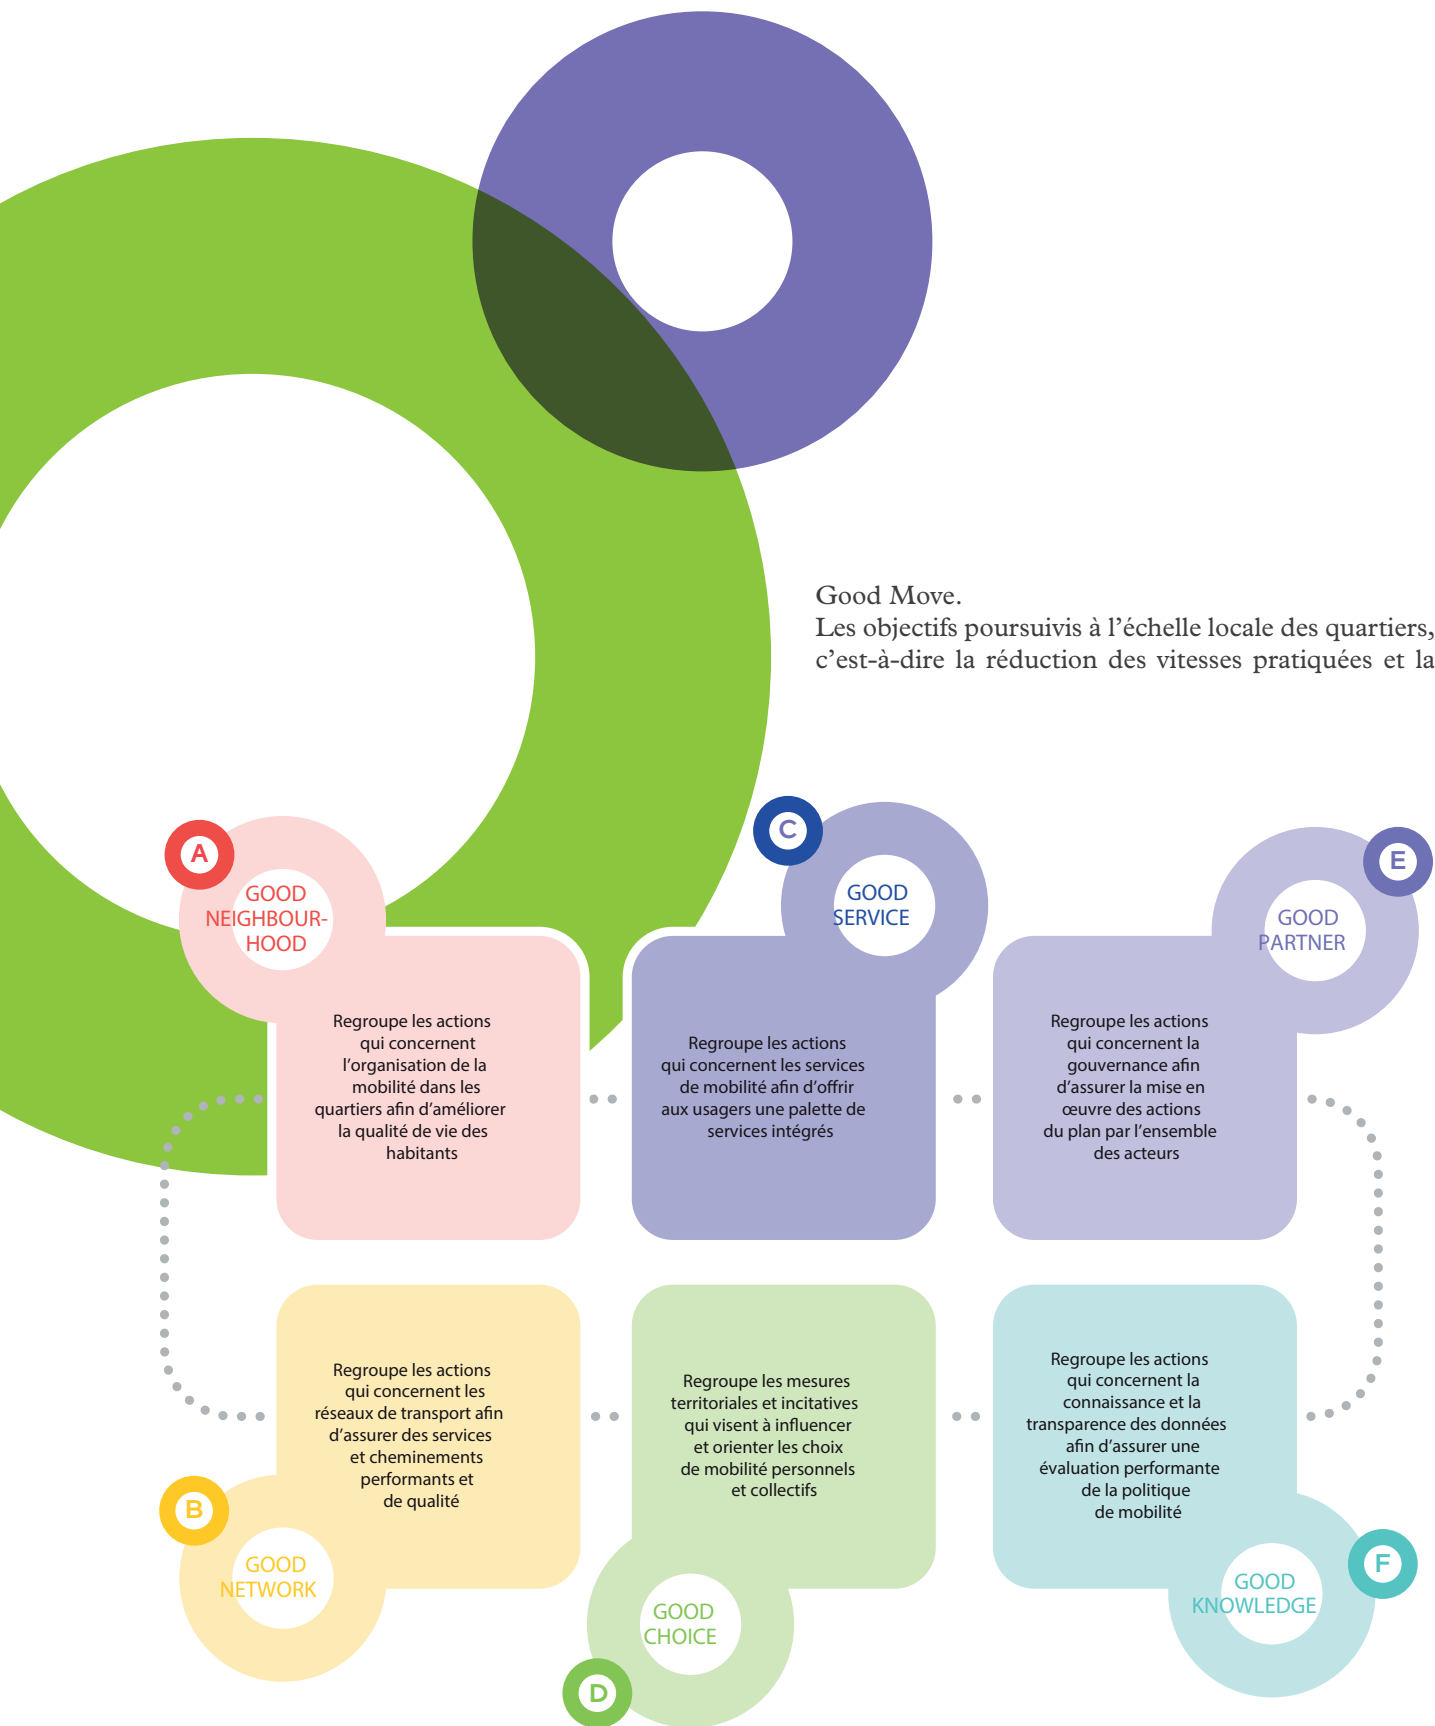 Good Move.
Les objectifs poursuivis à l’échelle locale des quartiers,
c’est-à-dire la réduction des vitesses pratiquées et la
A
GOOD
NEIGHBOUR-
HOOD
Regroupe les actions
qui concernent
l’organisation de la
mobilité dans les
quartiers afin d’améliorer
la qualité de vie des
habitants
C
GOOD
SERVICE
Regroupe les actions
qui concernent les services
de mobilité afin d’offrir
aux usagers une palette de
services intégrés
E
GOOD
PARTNER
Regroupe les actions
qui concernent la
gouvernance afin
d’assurer la mise en
œuvre des actions
du plan par l’ensemble
des acteurs
Regroupe les actions
qui concernent les
réseaux de transport afin
d’assurer des services
et cheminements
performants et
de qualité
B
GOOD
NETWORK
Regroupe les mesures
territoriales et incitatives
qui visent à influencer
et orienter les choix
de mobilité personnels
et collectifs
GOOD
CHOICE
D
Regroupe les actions
qui concernent la
connaissance et la
transparence des données
afin d’assurer une
évaluation performante
de la politique
de mobilité
F
GOOD
KNOWLEDGE